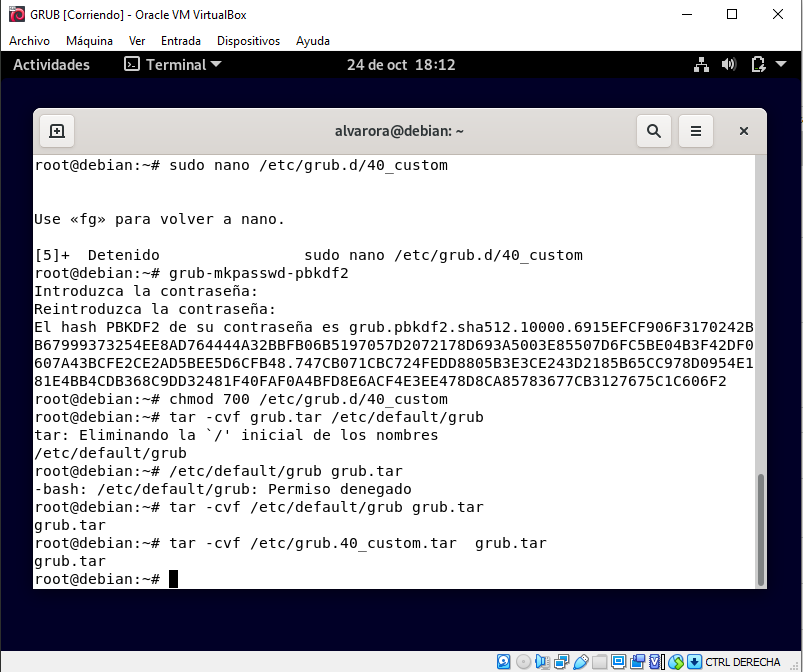 GRUB [Corriendo] - Oracle VM VirtualBox
Archivo Máquina Ver Entrada Dispositivos Ayuda
Actividades Terminal 24 de oct 18:12
alvarora@debian: ~
root@debian:~# sudo nano /etc/grub.d/40_custom
Use «fg» para volver a nano.
[5]+  Detenido                sudo nano /etc/grub.d/40_custom
root@debian:~# grub-mkpasswd-pbkdf2
Introduzca la contraseña:
Reintroduzca la contraseña:
El hash PBKDF2 de su contraseña es grub.pbkdf2.sha512.10000.6915EFCF906F3170242B
B67999373254EE8AD764444A32BBFB06B5197057D2072178D693A5003E85507D6FC5BE04B3F42DF0
607A43BCFE2CE2AD5BEE5D6CFB48.747CB071CBC724FEDD8805B3E3CE243D2185B65CC978D0954E1
81E4BB4CDB368C9DD32481F40FAF0A4BFD8E6ACF4E3EE478D8CA85783677CB3127675C1C606F2
root@debian:~# chmod 700 /etc/grub.d/40_custom
root@debian:~# tar -cvf grub.tar /etc/default/grub
tar: Eliminando la `/' inicial de los nombres
/etc/default/grub
root@debian:~# /etc/default/grub grub.tar
-bash: /etc/default/grub: Permiso denegado
root@debian:~# tar -cvf /etc/default/grub grub.tar
grub.tar
root@debian:~# tar -cvf /etc/grub.40_custom.tar  grub.tar
grub.tar
root@debian:~#
CTRL DERECHA